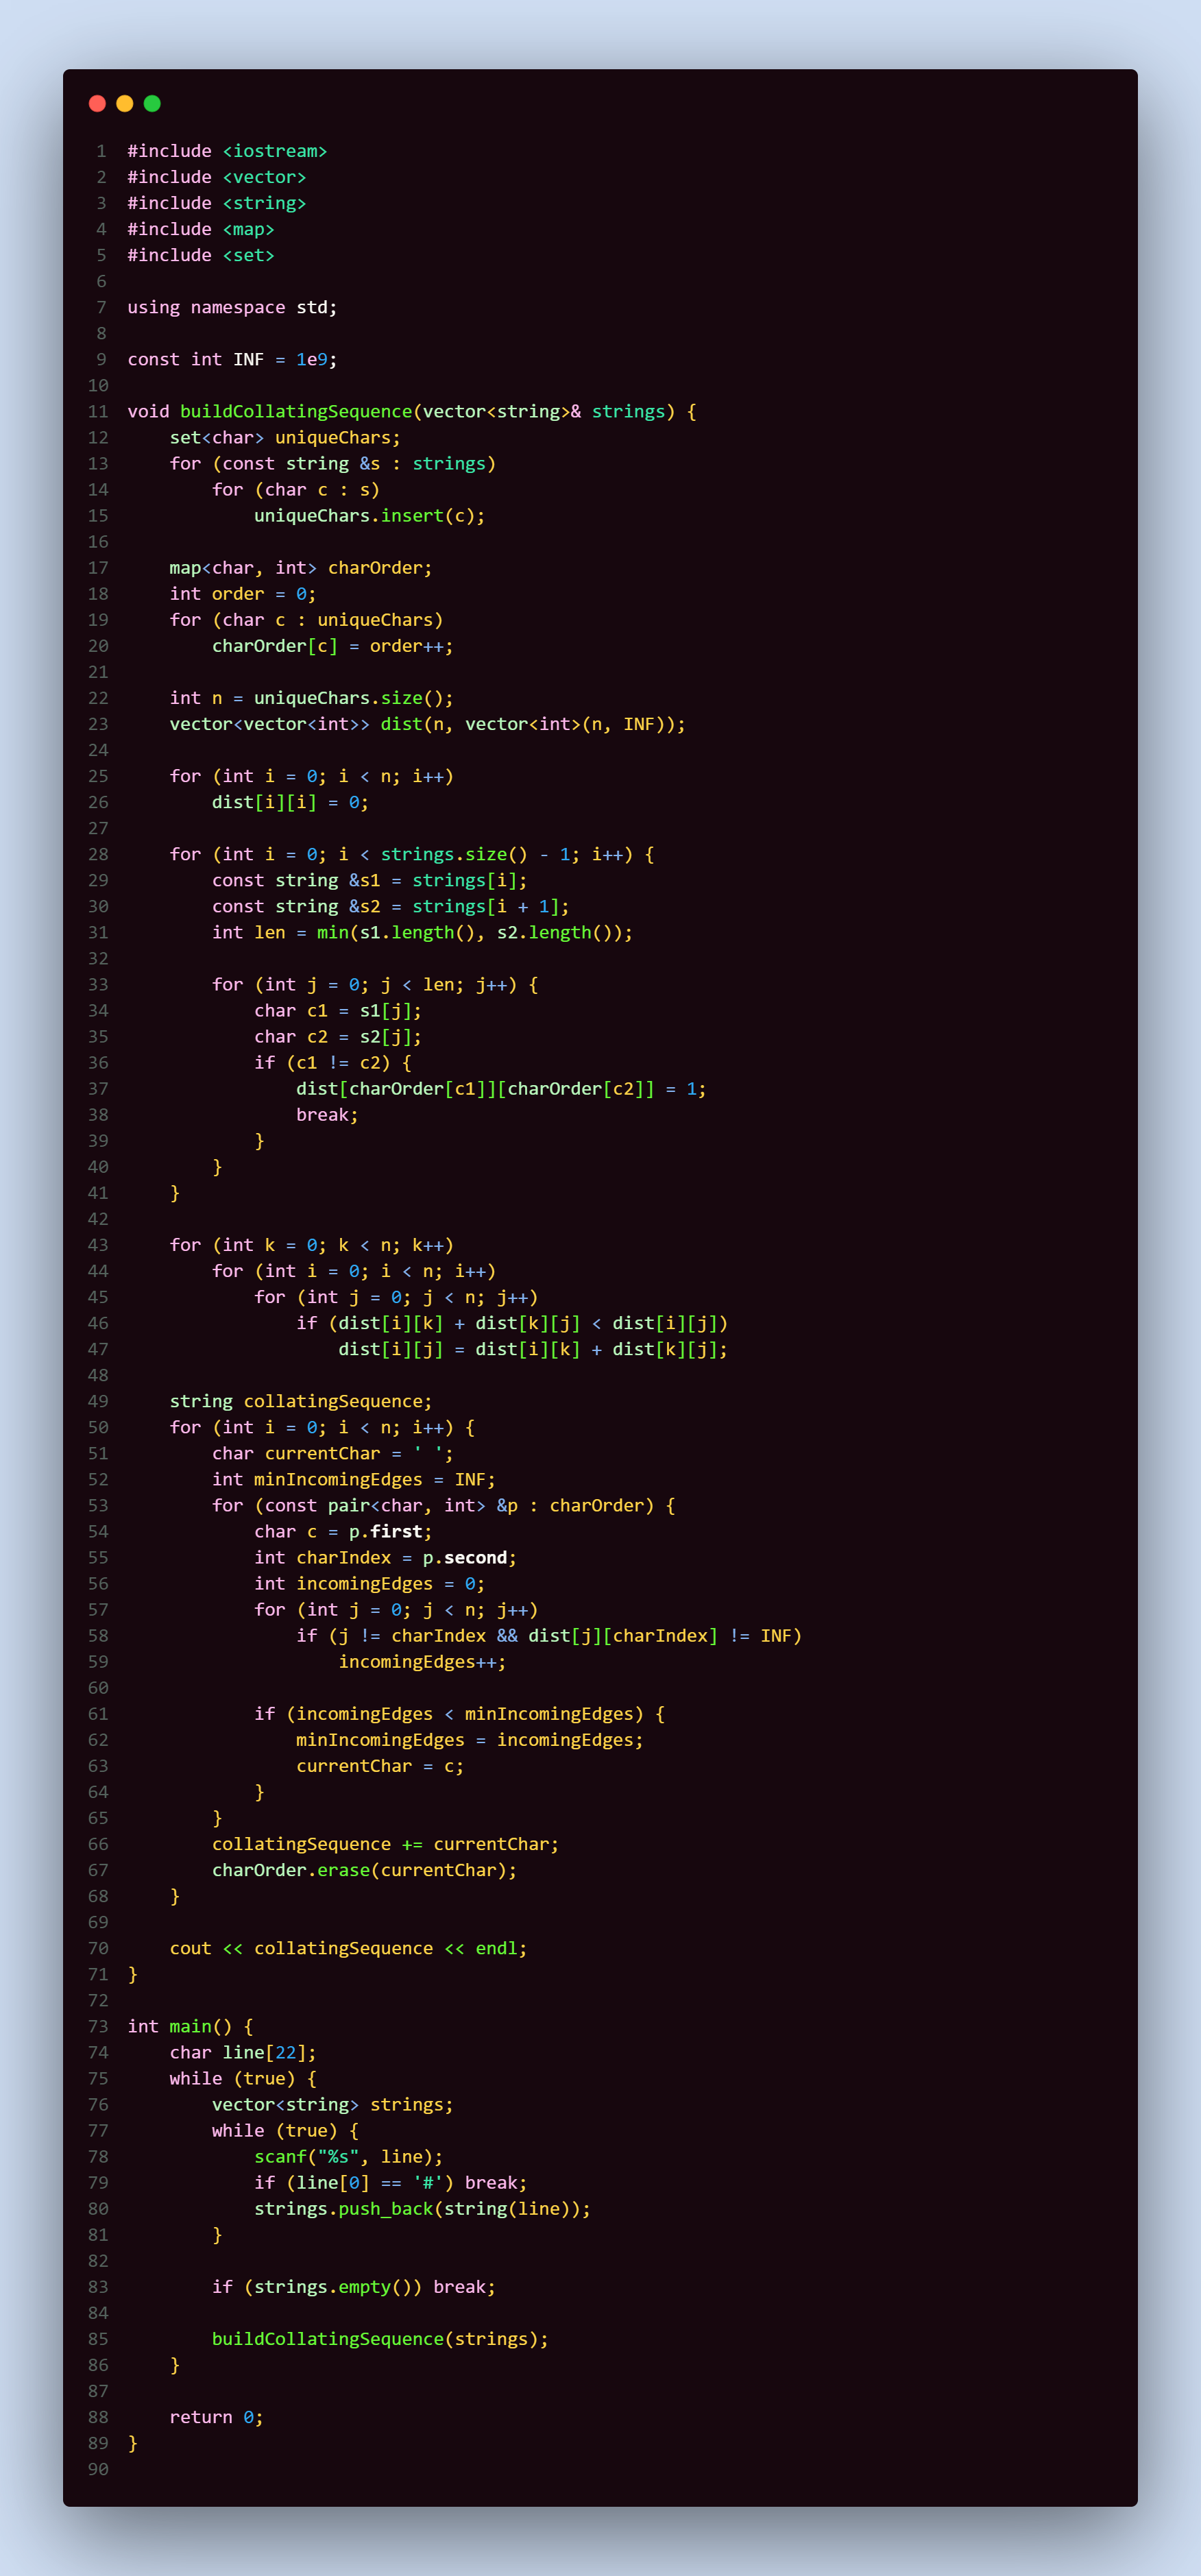 1 #include <iostream>
2 #include <vector>
3 #include <string>
4 #include <map>
5 #include <set>
6
7 using namespace std;
8
9 const int INF = 1e9;
10
11 void buildCollatingSequence(vector<string>& strings) {
12     set<char> uniqueChars;
13     for (const string &s : strings)
14         for (char c : s)
15             uniqueChars.insert(c);
16
17     map<char, int> charOrder;
18     int order = 0;
19     for (char c : uniqueChars)
20         charOrder[c] = order++;
21
22     int n = uniqueChars.size();
23     vector<vector<int>> dist(n, vector<int>(n, INF));
24
25     for (int i = 0; i < n; i++)
26         dist[i][i] = 0;
27
28     for (int i = 0; i < strings.size() - 1; i++) {
29         const string &s1 = strings[i];
30         const string &s2 = strings[i + 1];
31         int len = min(s1.length(), s2.length());
32
33         for (int j = 0; j < len; j++) {
34             char c1 = s1[j];
35             char c2 = s2[j];
36             if (c1 != c2) {
37                 dist[charOrder[c1]][charOrder[c2]] = 1;
38                 break;
39             }
40         }
41     }
42
43     for (int k = 0; k < n; k++)
44         for (int i = 0; i < n; i++)
45             for (int j = 0; j < n; j++)
46                 if (dist[i][k] + dist[k][j] < dist[i][j])
47                     dist[i][j] = dist[i][k] + dist[k][j];
48
49     string collatingSequence;
50     for (int i = 0; i < n; i++) {
51         char currentChar = ' ';
52         int minIncomingEdges = INF;
53         for (const pair<char, int> &p : charOrder) {
54             char c = p.first;
55             int charIndex = p.second;
56             int incomingEdges = 0;
57             for (int j = 0; j < n; j++)
58                 if (j != charIndex && dist[j][charIndex] != INF)
59                     incomingEdges++;
60
61             if (incomingEdges < minIncomingEdges) {
62                 minIncomingEdges = incomingEdges;
63                 currentChar = c;
64             }
65         }
66         collatingSequence += currentChar;
67         charOrder.erase(currentChar);
68     }
69
70     cout << collatingSequence << endl;
71 }
72
73 int main() {
74     char line[22];
75     while (true) {
76         vector<string> strings;
77         while (true) {
78             scanf("%s", line);
79             if (line[0] == '#') break;
80             strings.push_back(string(line));
81         }
82
83         if (strings.empty()) break;
84
85         buildCollatingSequence(strings);
86     }
87
88     return 0;
89 }
90